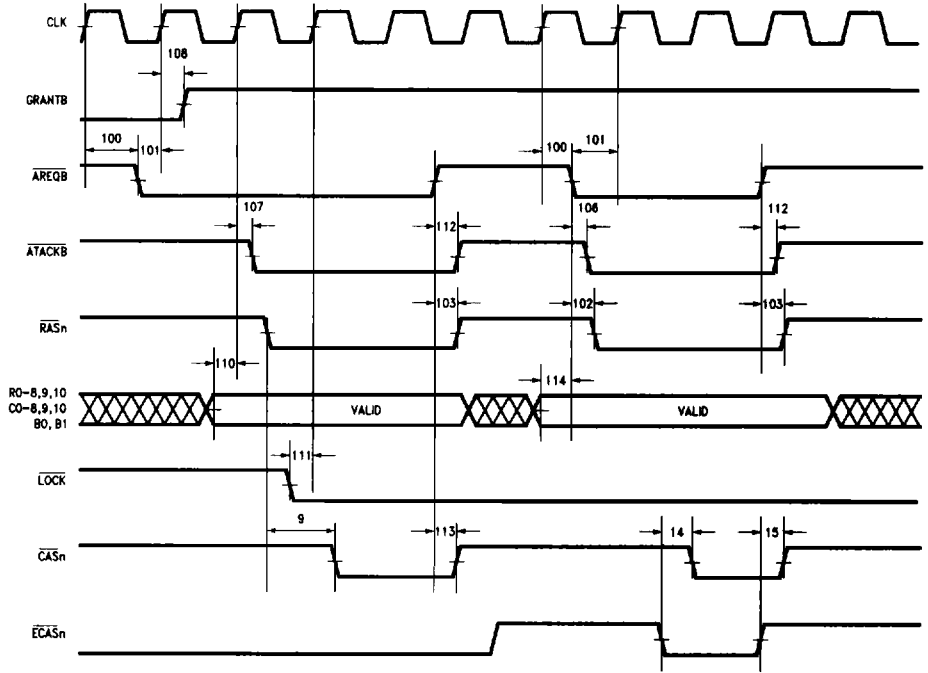 CLK
108
GRANTB
100
101
100
101
AREQB
107
106
112
112
ATACKB
103
102
103
RASn
110
114
R0-8,9,10
C0-8,9,10
B0, B1
VALID
VALID
111
LOCK
9
113
14
15
CASn
ECASn